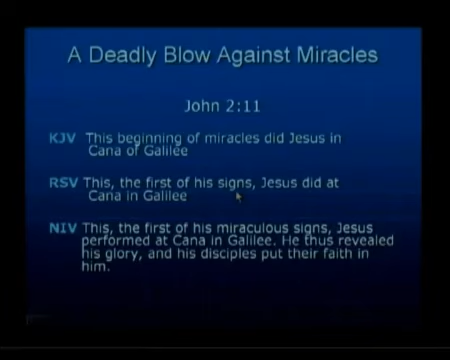 A Deadly Blow Against Miracles
John 2:11
KJV This beginning of miracles did Jesus in
Cana of Galilee
RSV This, the first of his signs, Jesus did at
Cana in Galilee
NIV This, the first of his miraculous signs, Jesus
performed at Cana in Galilee. He thus revealed
his glory, and his disciples put their faith in
him.